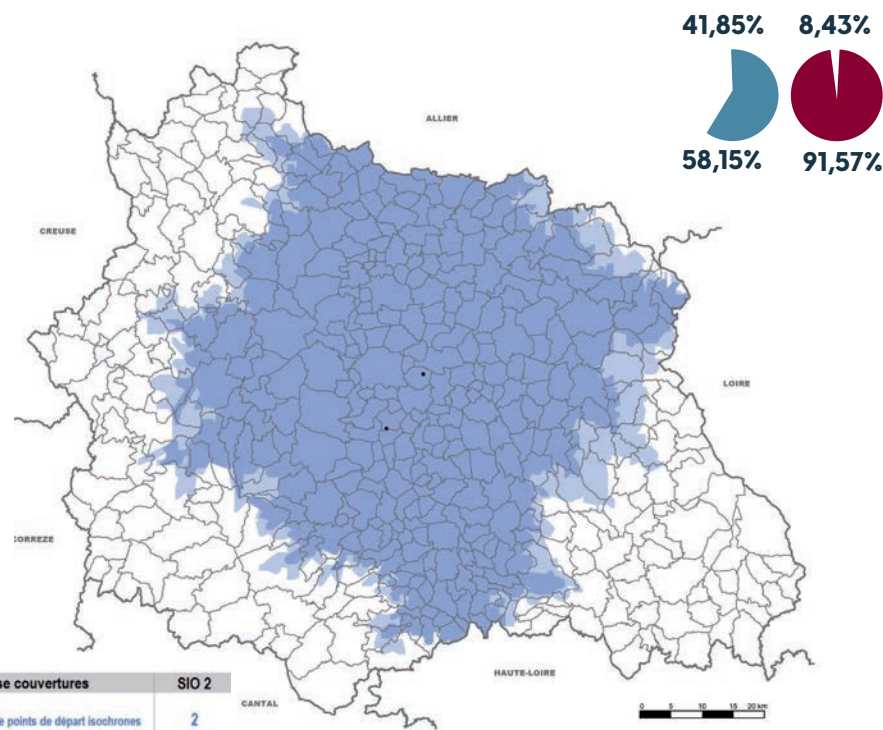 41,85% 8,43%
58,15% 91,57%
ALLIER
CREUSE
LOIRE
CORREZE
HAUTE-LOIRE
CANTAL
se couvertures SIO 2
e points de départ isochrones 2
0 5 10 15 20 km